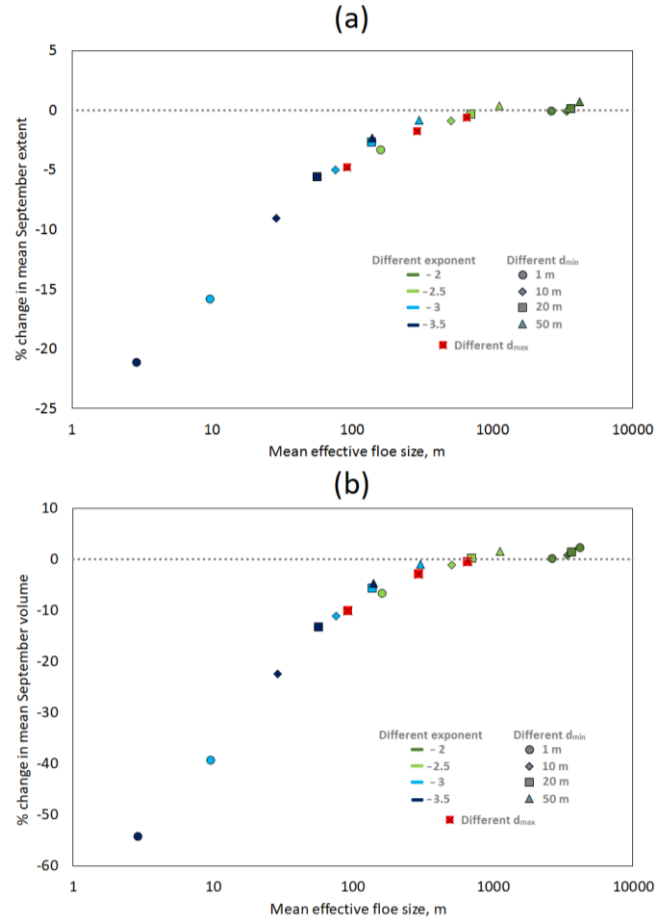 (a)
% change in mean September extent
5
0
-5
-10
-15
-20
-25
Different exponent Different dmin
– 2 1 m
–2.5 10 m
– 3 20 m
–3.5 50 m
Different dmax
1 10 100 1000 10000
Mean effective floe size, m
(b)
% change in mean September volume
10
0
-10
-20
-30
-40
-50
-60
Different exponent Different dmin
– 2 1 m
–2.5 10 m
– 3 20 m
–3.5 50 m
Different dmax
1 10 100 1000 10000
Mean effective floe size, m